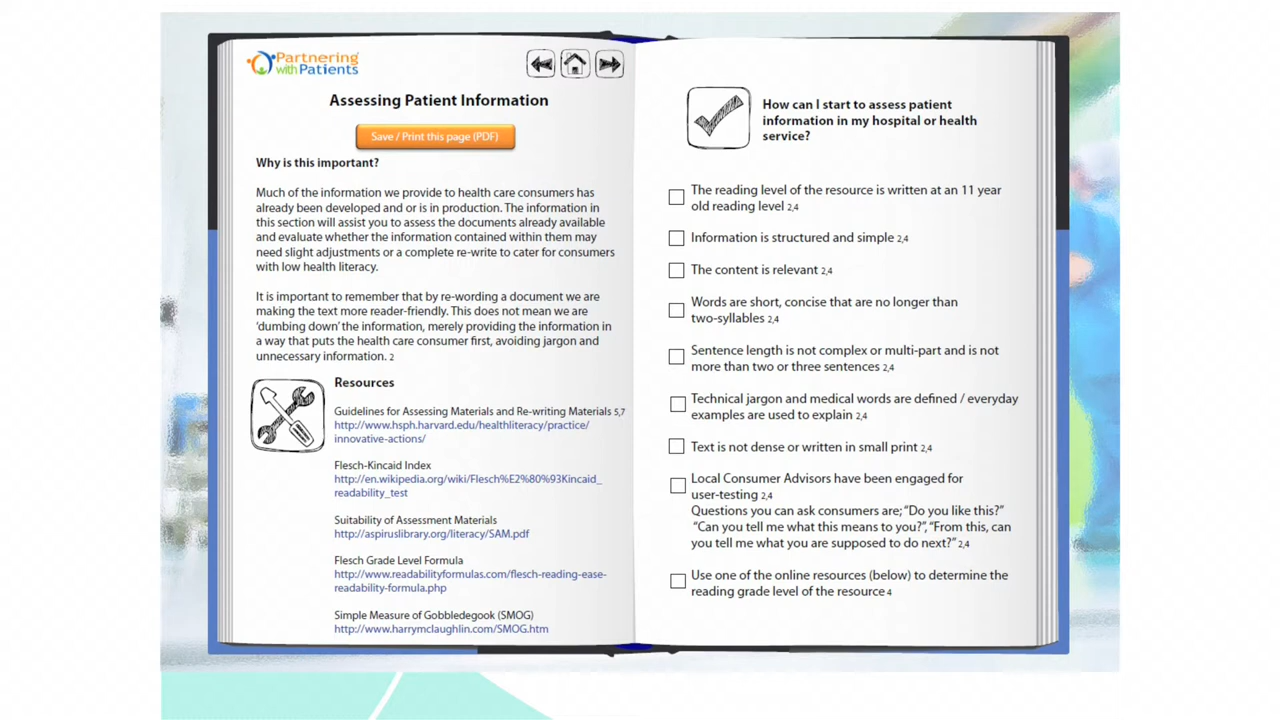 Partnering
with Patients
Assessing Patient Information
Save / Print this page (PDF)
Why is this important?
Much of the information we provide to health care consumers has
already been developed and or is in production. The information in
this section will assist you to assess the documents already available
and evaluate whether the information contained within them may
need slight adjustments or a complete re-write to cater for consumers
with low health literacy.
It is important to remember that by re-wording a document we are
making the text more reader-friendly. This does not mean we are
‘dumbing down’ the information, merely providing the information in
a way that puts the health care consumer first, avoiding jargon and
unnecessary information. 2
Resources
Guidelines for Assessing Materials and Re-writing Materials 5,7
http://www.hsph.harvard.edu/healthliteracy/practice/
innovative-actions/
Flesch-Kincaid Index
http://en.wikipedia.org/wiki/Flesch%E2%80%93Kincaid_
readability_test
Suitability of Assessment Materials
http://aspiruslibrary.org/literacy/SAM.pdf
Flesch Grade Level Formula
http://www.readabilityformulas.com/flesch-reading-ease-
readability-formula.php
Simple Measure of Gobbledegook (SMOG)
http://www.harrymclaughlin.com/SMOG.htm
How can I start to assess patient
information in my hospital or health
service?
The reading level of the resource is written at an 11 year
old reading level 2,4
Information is structured and simple 2,4
The content is relevant 2,4
Words are short, concise that are no longer than
two-syllables 2,4
Sentence length is not complex or multi-part and is not
more than two or three sentences 2,4
Technical jargon and medical words are defined / everyday
examples are used to explain 2,4
Text is not dense or written in small print 2,4
Local Consumer Advisors have been engaged for
user-testing 2,4
Questions you can ask consumers are; “Do you like this?”
“Can you tell me what this means to you?”, “From this, can
you tell me what you are supposed to do next?” 2,4
Use one of the online resources (below) to determine the
reading grade level of the resource 4